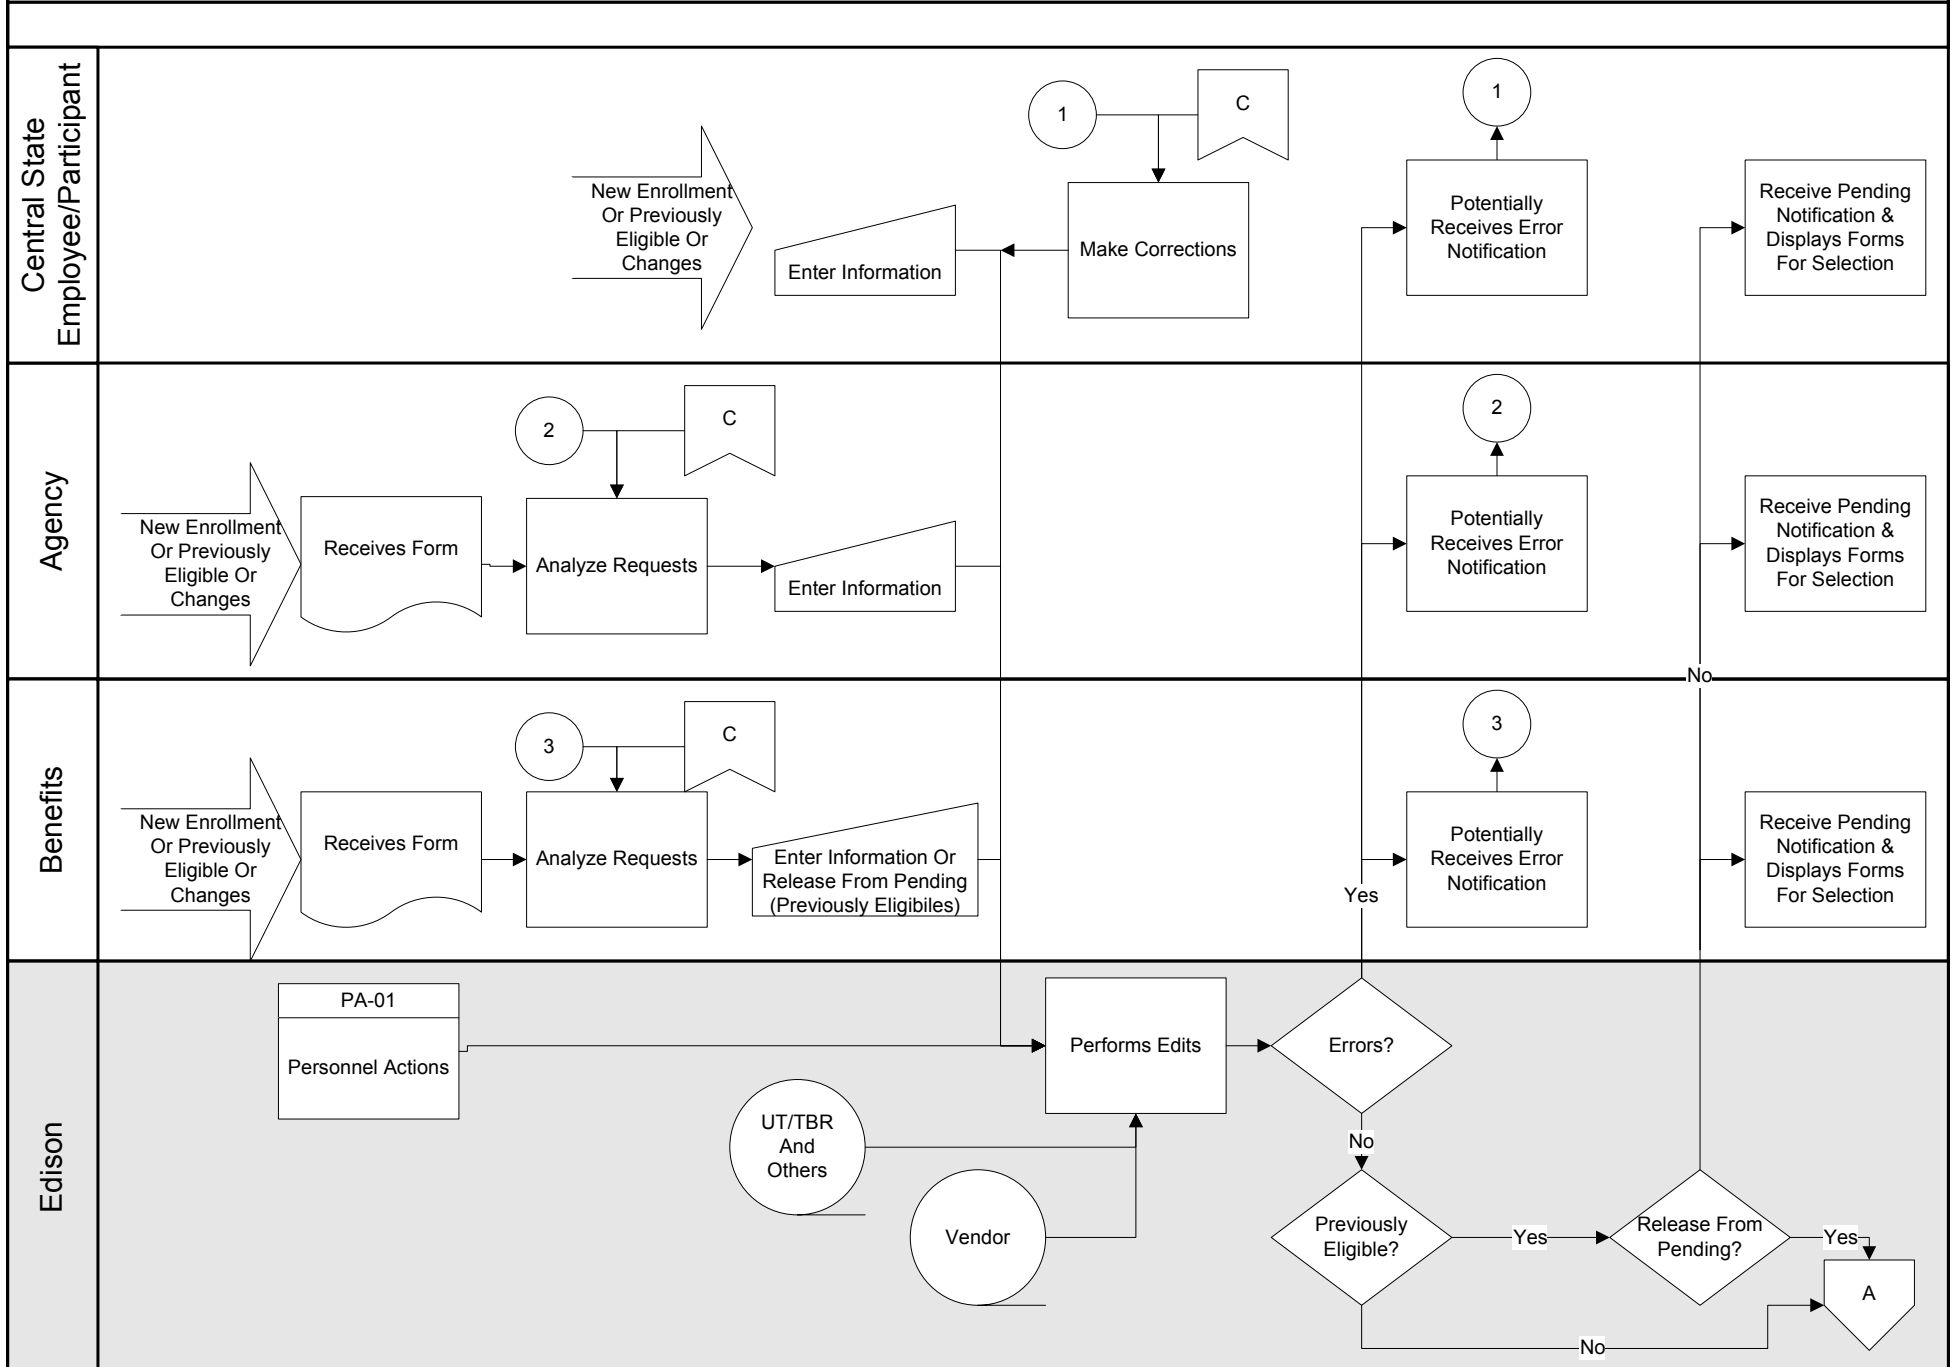 Central State
Employee/Participant
New Enrollment
Or Previously
Eligible Or
Changes
Enter Information
1
C
Make Corrections
1
Potentially
Receives Error
Notification
Receive Pending
Notification &
Displays Forms
For Selection
Agency
New Enrollment
Or Previously
Eligible Or
Changes
Receives Form
2
C
Analyze Requests
Enter Information
2
Potentially
Receives Error
Notification
Receive Pending
Notification &
Displays Forms
For Selection
No
Benefits
New Enrollment
Or Previously
Eligible Or
Changes
Receives Form
3
C
Analyze Requests
Enter Information Or
Release From Pending
(Previously Eligibiles)
3
Potentially
Receives Error
Notification
Yes
Receive Pending
Notification &
Displays Forms
For Selection
Edison
PA-01
Personnel Actions
UT/TBR
And
Others
Vendor
Performs Edits
Errors?
No
Previously
Eligible?
Yes
Release From
Pending?
Yes
A
No